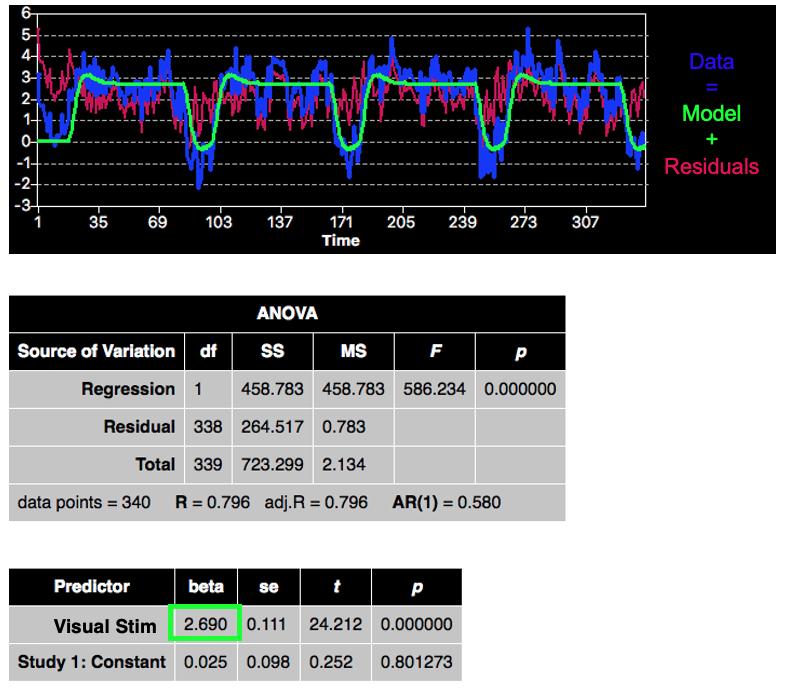 6
5
4
3
2
1
0
-1
-2
-3
1 35 69 103 137 171 205 239 273 307
Time
Data
=
Model
+
Residuals
ANOVA
Source of Variation df SS MS F p
Regression 1 458.783 458.783 586.234 0.000000
Residual 338 264.517 0.783
Total 339 723.299 2.134
data points = 340 R = 0.796 adj.R = 0.796 AR(1) = 0.580
Predictor beta se t p
Visual Stim 2.690 0.111 24.212 0.000000
Study 1: Constant 0.025 0.098 0.252 0.801273